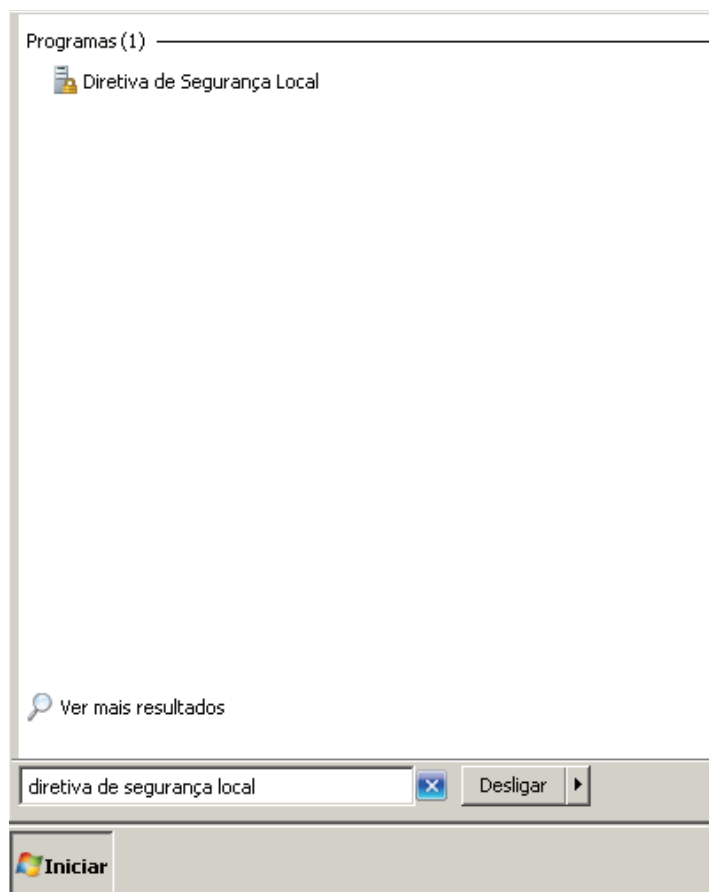 Programas (1)
Diretiva de Segurança Local
Ver mais resultados
diretiva de segurança local
Desligar
Iniciar